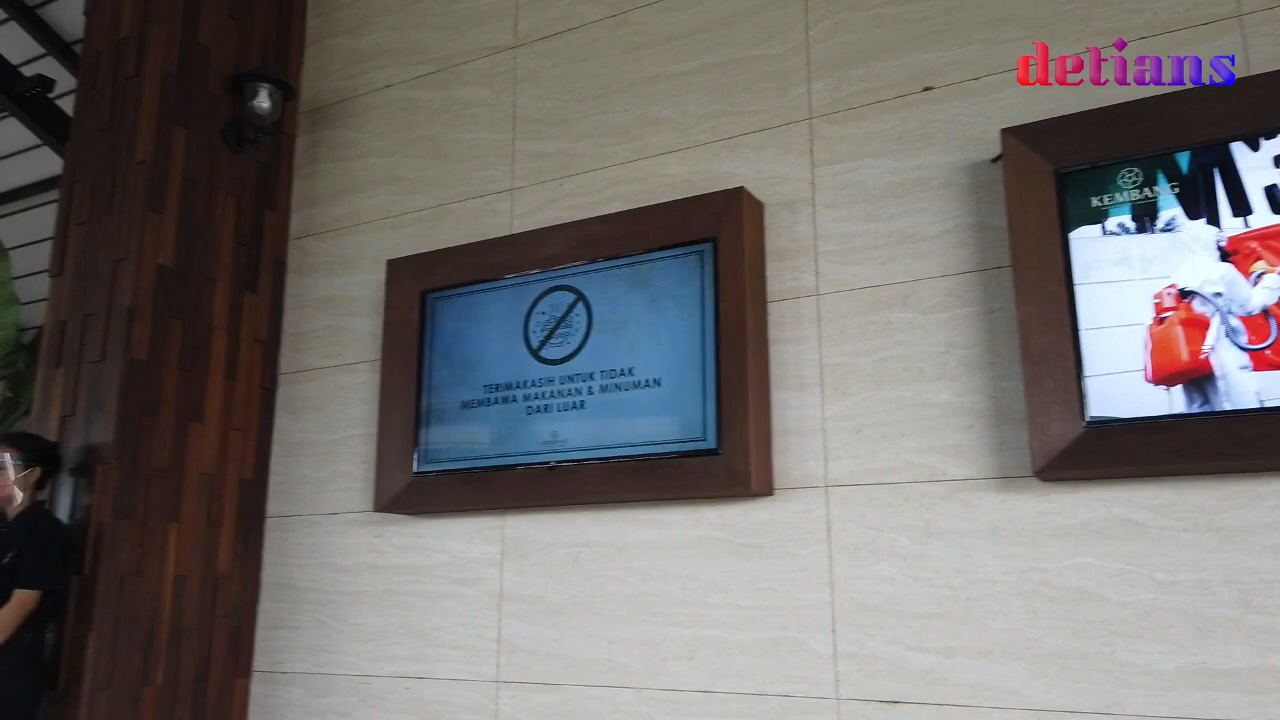 detians
KEMBANG
TERIMAKASIH UNTUK TIDAK
MEMBAWA MAKANAN & MINUMAN
DARI LUAR